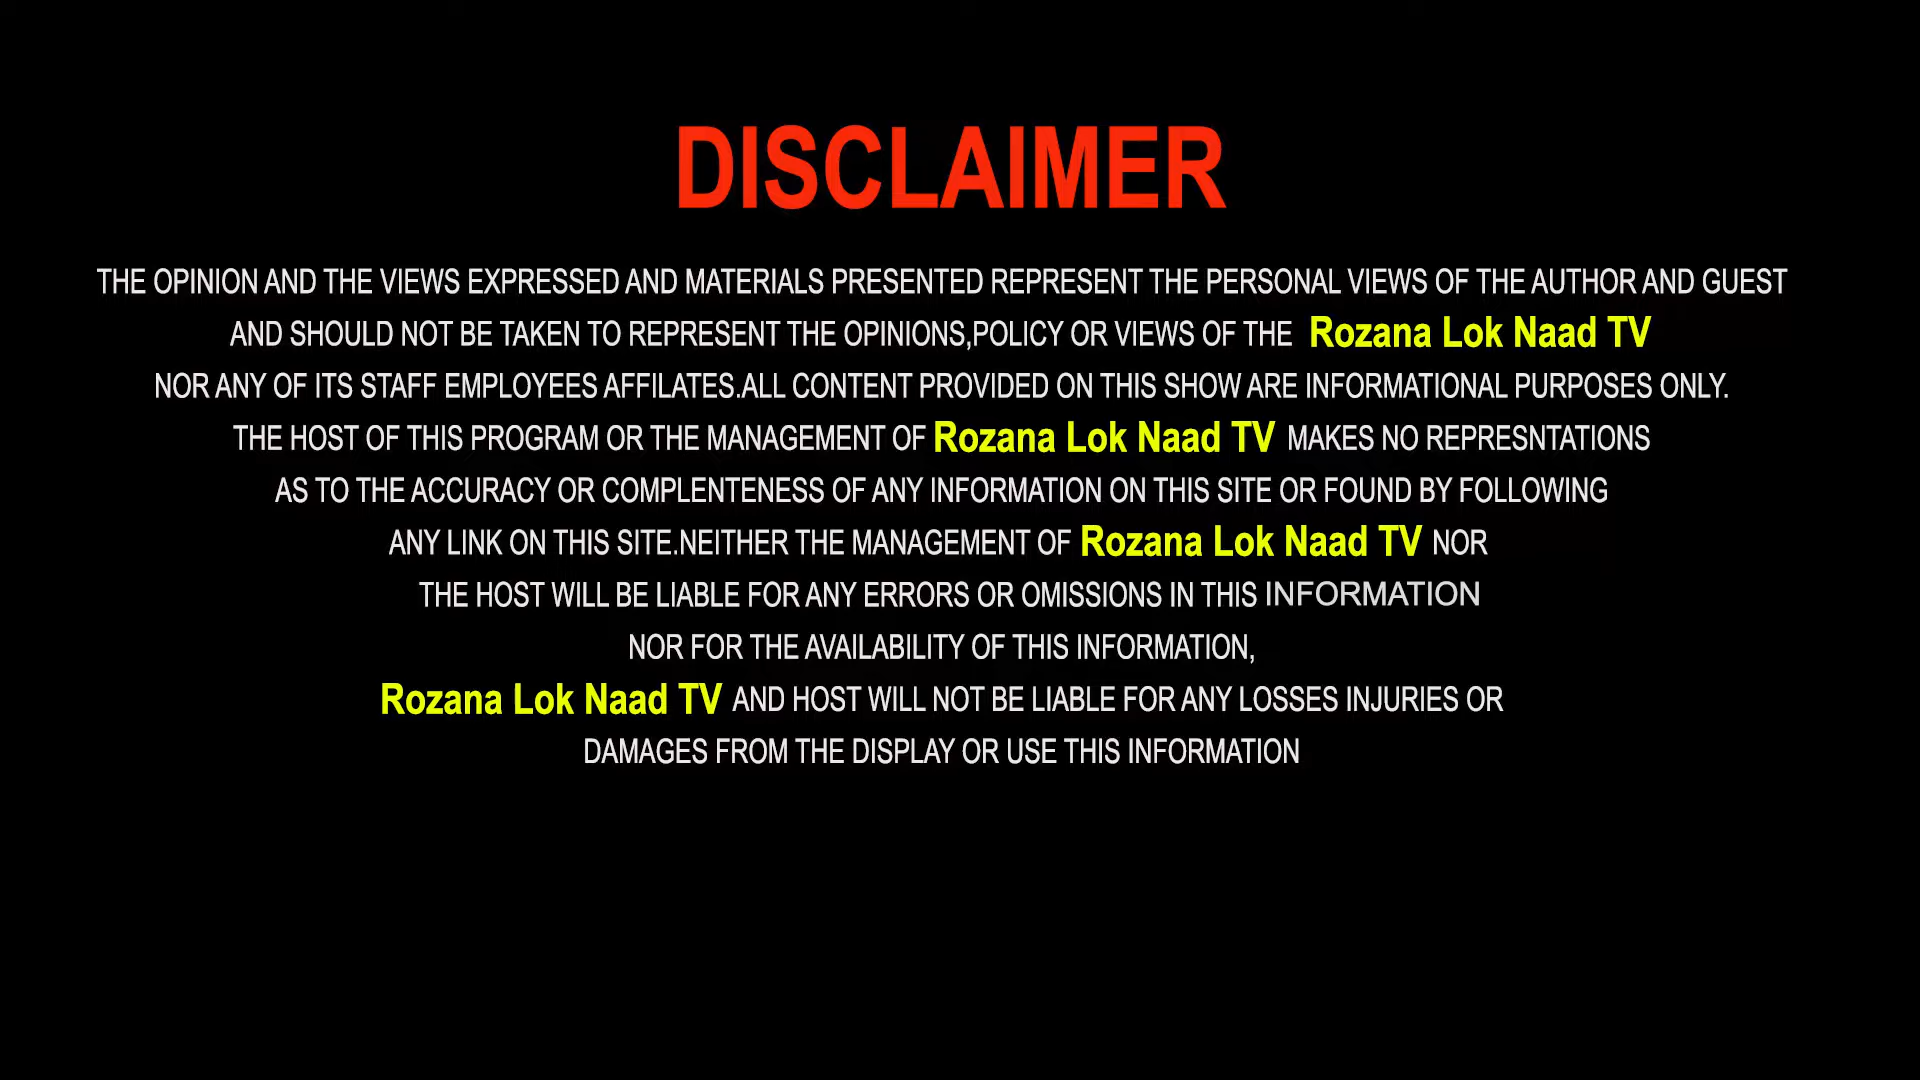 DISCLAIMER
THE OPINION AND THE VIEWS EXPRESSED AND MATERIALS PRESENTED REPRESENT THE PERSONAL VIEWS OF THE AUTHOR AND GUEST
AND SHOULD NOT BE TAKEN TO REPRESENT THE OPINIONS,POLICY OR VIEWS OF THE Rozana Lok Naad TV
NOR ANY OF ITS STAFF EMPLOYEES AFFILATES.ALL CONTENT PROVIDED ON THIS SHOW ARE INFORMATIONAL PURPOSES ONLY.
THE HOST OF THIS PROGRAM OR THE MANAGEMENT OF Rozana Lok Naad TV MAKES NO REPRESNTATIONS
AS TO THE ACCURACY OR COMPLENTENESS OF ANY INFORMATION ON THIS SITE OR FOUND BY FOLLOWING
ANY LINK ON THIS SITE.NEITHER THE MANAGEMENT OF Rozana Lok Naad TV NOR
THE HOST WILL BE LIABLE FOR ANY ERRORS OR OMISSIONS IN THIS INFORMATION
NOR FOR THE AVAILABILITY OF THIS INFORMATION,
Rozana Lok Naad TV AND HOST WILL NOT BE LIABLE FOR ANY LOSSES INJURIES OR
DAMAGES FROM THE DISPLAY OR USE THIS INFORMATION